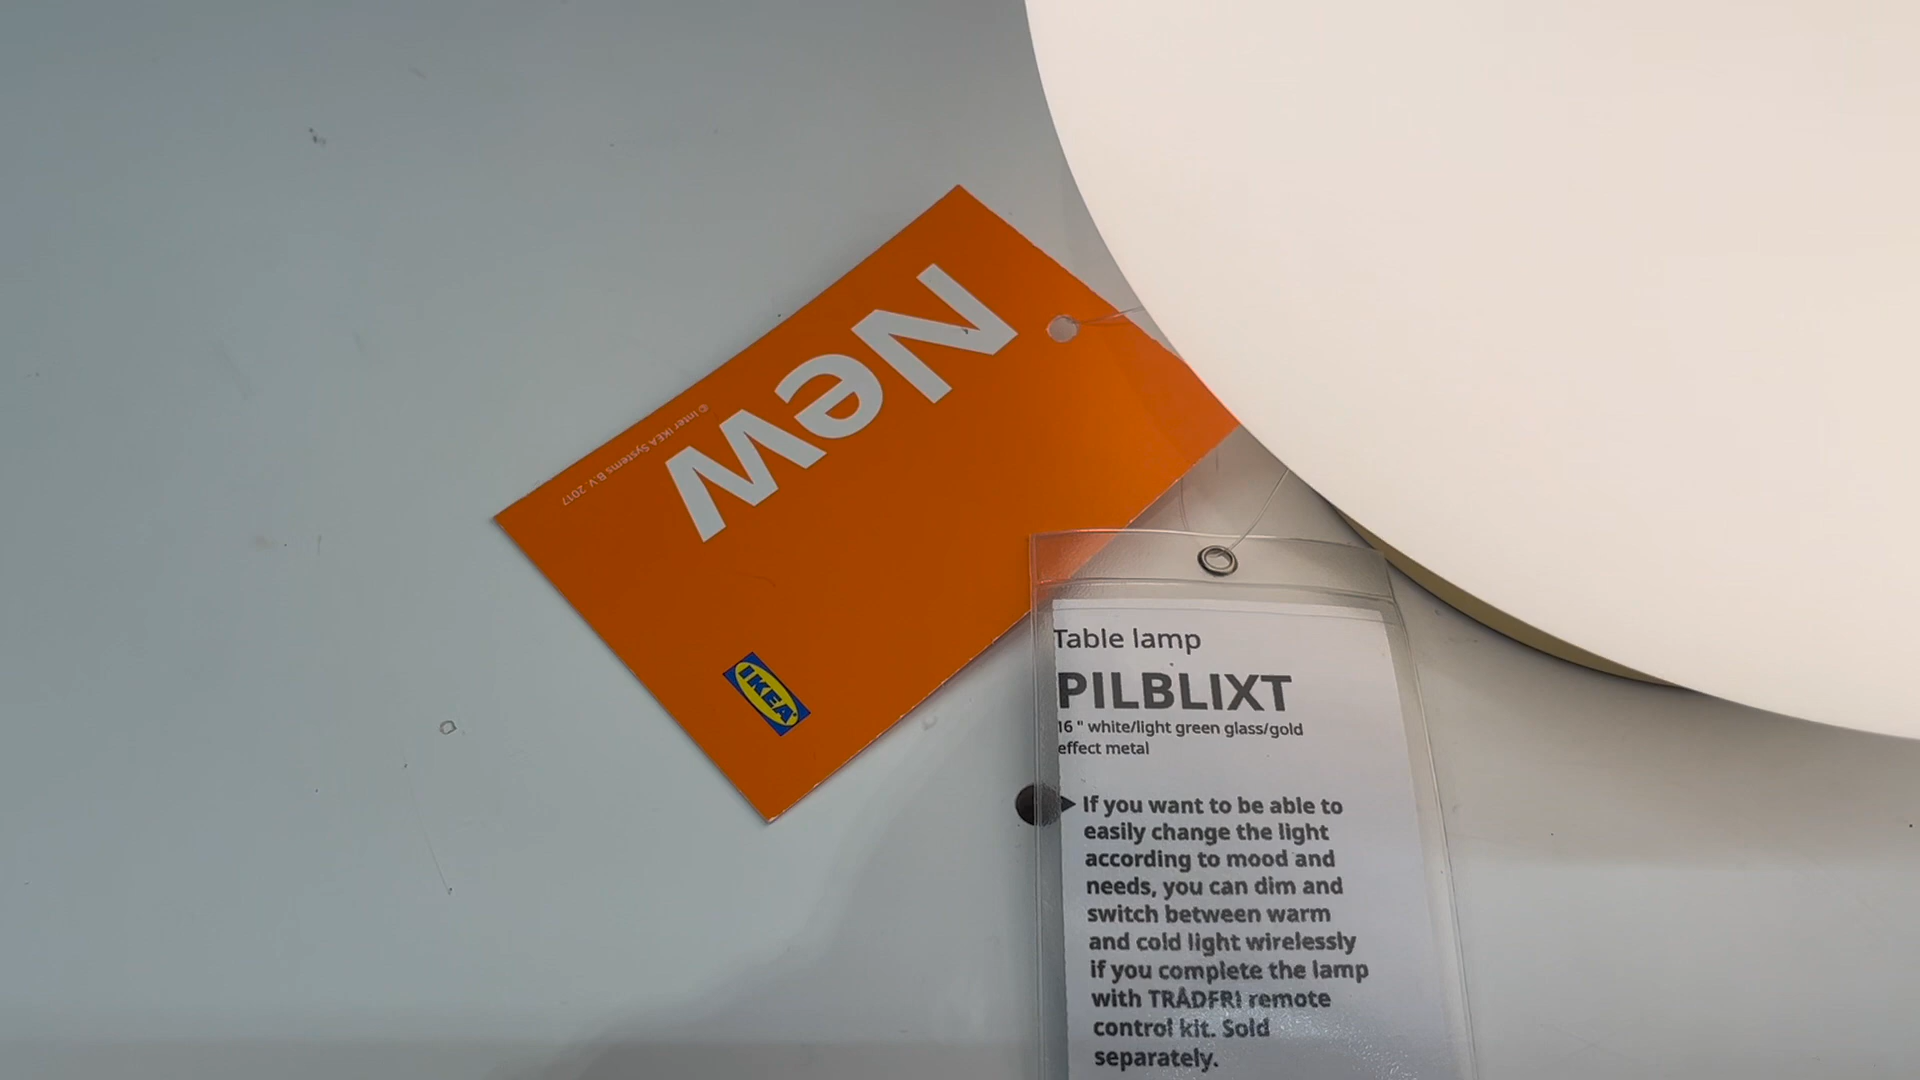 New
© Inter IKEA Systems B.V. 2017
IKEA
Table lamp
PILBLIXT
16 " white/light green glass/gold
effect metal
If you want to be able to
easily change the light
according to mood and
needs, you can dim and
switch between warm
and cold light wirelessly
if you complete the lamp
with TRÅDFRI remote
control kit. Sold
separately.